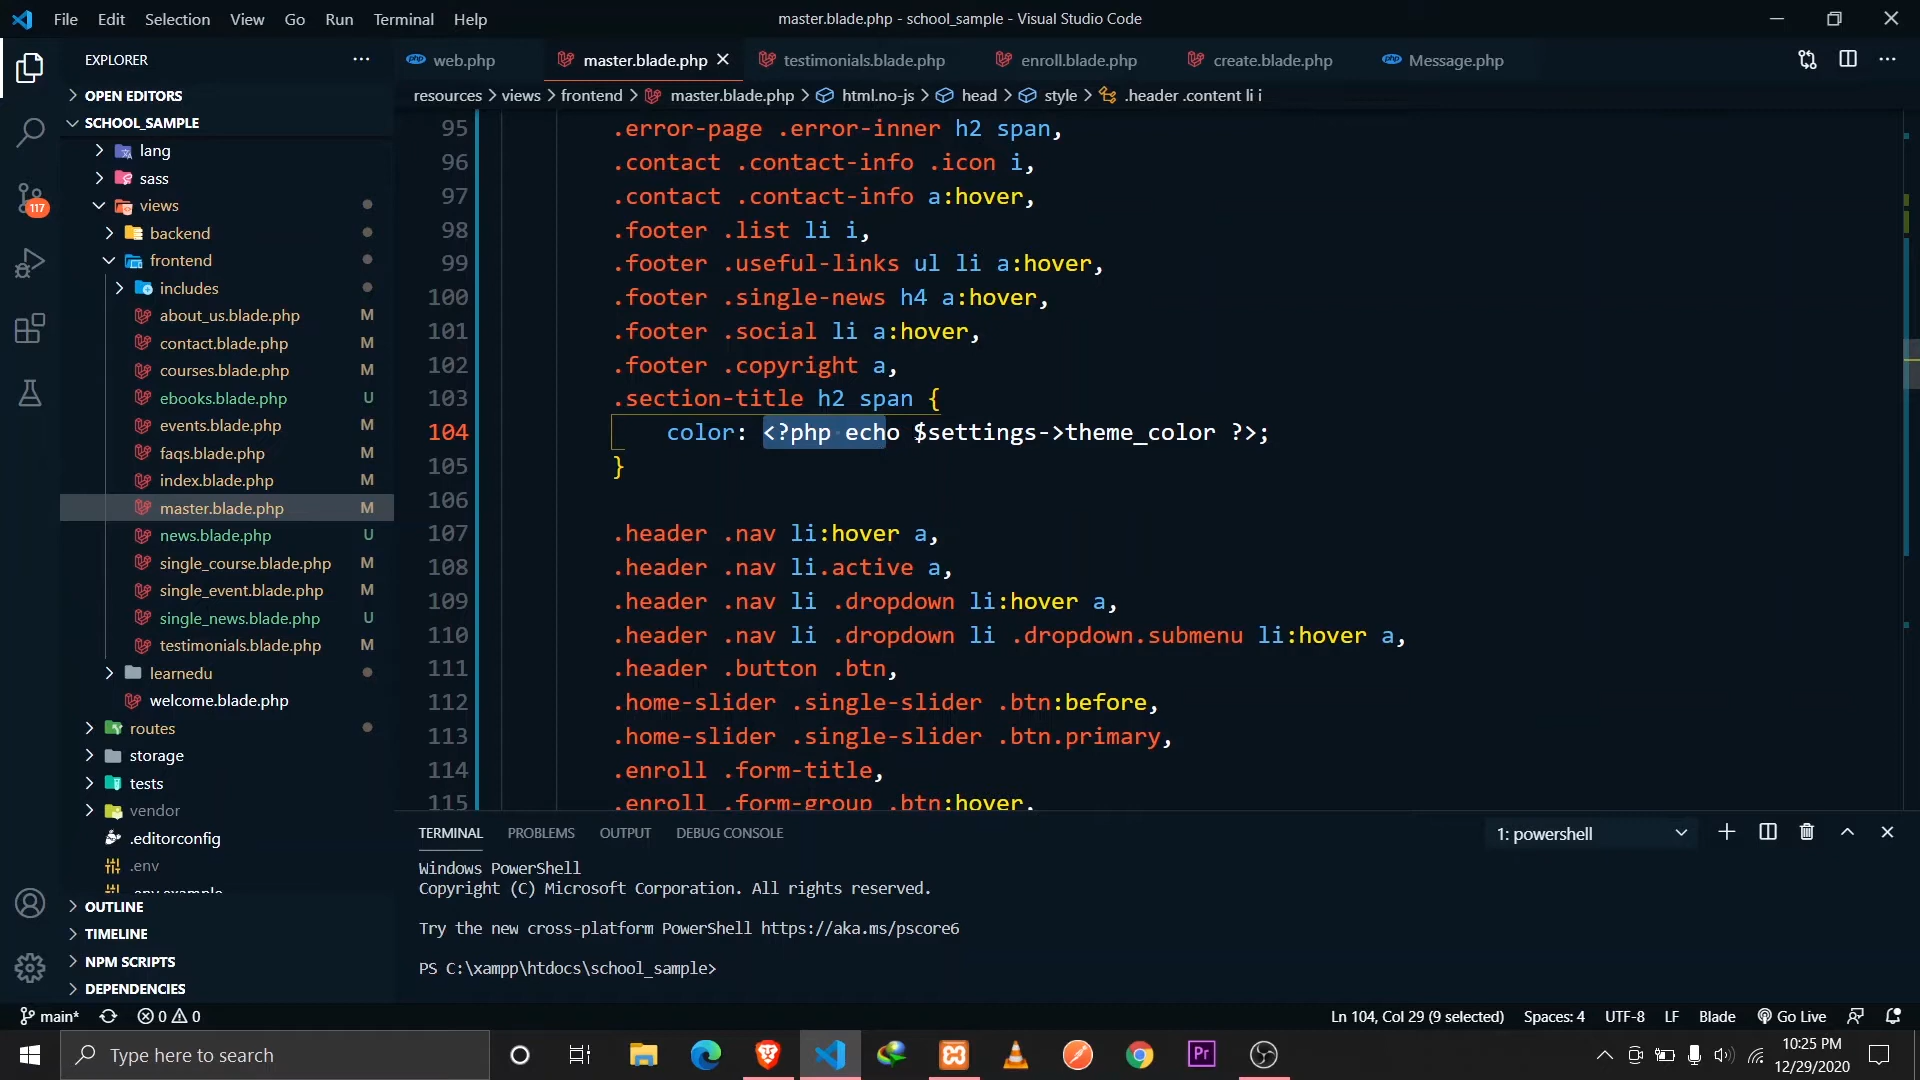 File Edit Selection View Go Run Terminal Help
master.blade.php - school_sample - Visual Studio Code
EXPLORER
OPEN EDITORS
SCHOOL_SAMPLE
lang
sass
views
backend
frontend
includes
about_us.blade.php M
contact.blade.php M
courses.blade.php M
ebooks.blade.php U
events.blade.php M
faqs.blade.php M
index.blade.php M
master.blade.php M
news.blade.php U
single_course.blade.php M
single_event.blade.php M
single_news.blade.php U
testimonials.blade.php M
learnedu
welcome.blade.php
routes
storage
tests
vendor
.editorconfig
.env
.env.example
OUTLINE
TIMELINE
NPM SCRIPTS
DEPENDENCIES
117
web.php master.blade.php testimonials.blade.php enroll.blade.php create.blade.php Message.php
resources > views > frontend > master.blade.php > html.no-js > head > style > .header .content li i
95 .error-page .error-inner h2 span,
96 .contact .contact-info .icon i,
97 .contact .contact-info a:hover,
98 .footer .list li i,
99 .footer .useful-links ul li a:hover,
100 .footer .single-news h4 a:hover,
101 .footer .social li a:hover,
102 .footer .copyright a,
103 .section-title h2 span {
104 color: <?php echo $settings->theme_color ?>;
105 }
106
107 .header .nav li:hover a,
108 .header .nav li.active a,
109 .header .nav li .dropdown li:hover a,
110 .header .nav li .dropdown li .dropdown.submenu li:hover a,
111 .header .button .btn,
112 .home-slider .single-slider .btn:before,
113 .home-slider .single-slider .btn.primary,
114 .enroll .form-title,
115 .enroll .form-group .btn:hover,
TERMINAL PROBLEMS OUTPUT DEBUG CONSOLE
1: powershell
Windows PowerShell
Copyright (C) Microsoft Corporation. All rights reserved.
Try the new cross-platform PowerShell https://aka.ms/pscore6
PS C:\xampp\htdocs\school_sample>
main* 0 0
Ln 104, Col 29 (9 selected) Spaces: 4 UTF-8 LF Blade Go Live
Type here to search
Pr
10:25 PM
12/29/2020